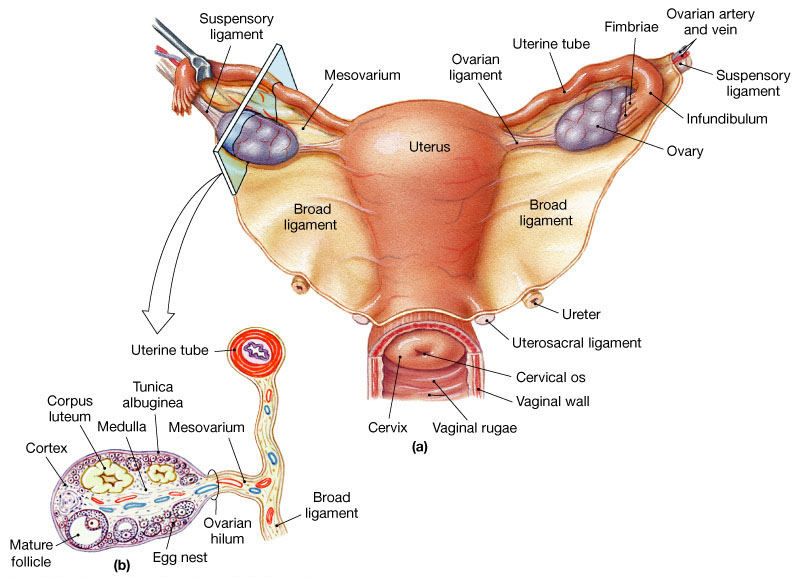 Suspensory
ligament
Mesovarium
Ovarian
ligament
Uterine tube
Fimbriae
Ovarian artery
and vein
Suspensory
ligament
Infundibulum
Ovary
Uterus
Broad
ligament
Broad
ligament
Ureter
Uterosacral ligament
Cervical os
Vaginal wall
Cervix
Vaginal rugae
(a)
Uterine tube
Tunica
albuginea
Corpus
luteum
Medulla
Mesovarium
Cortex
Mature
follicle
Egg nest
Ovarian
hilum
Broad
ligament
(b)